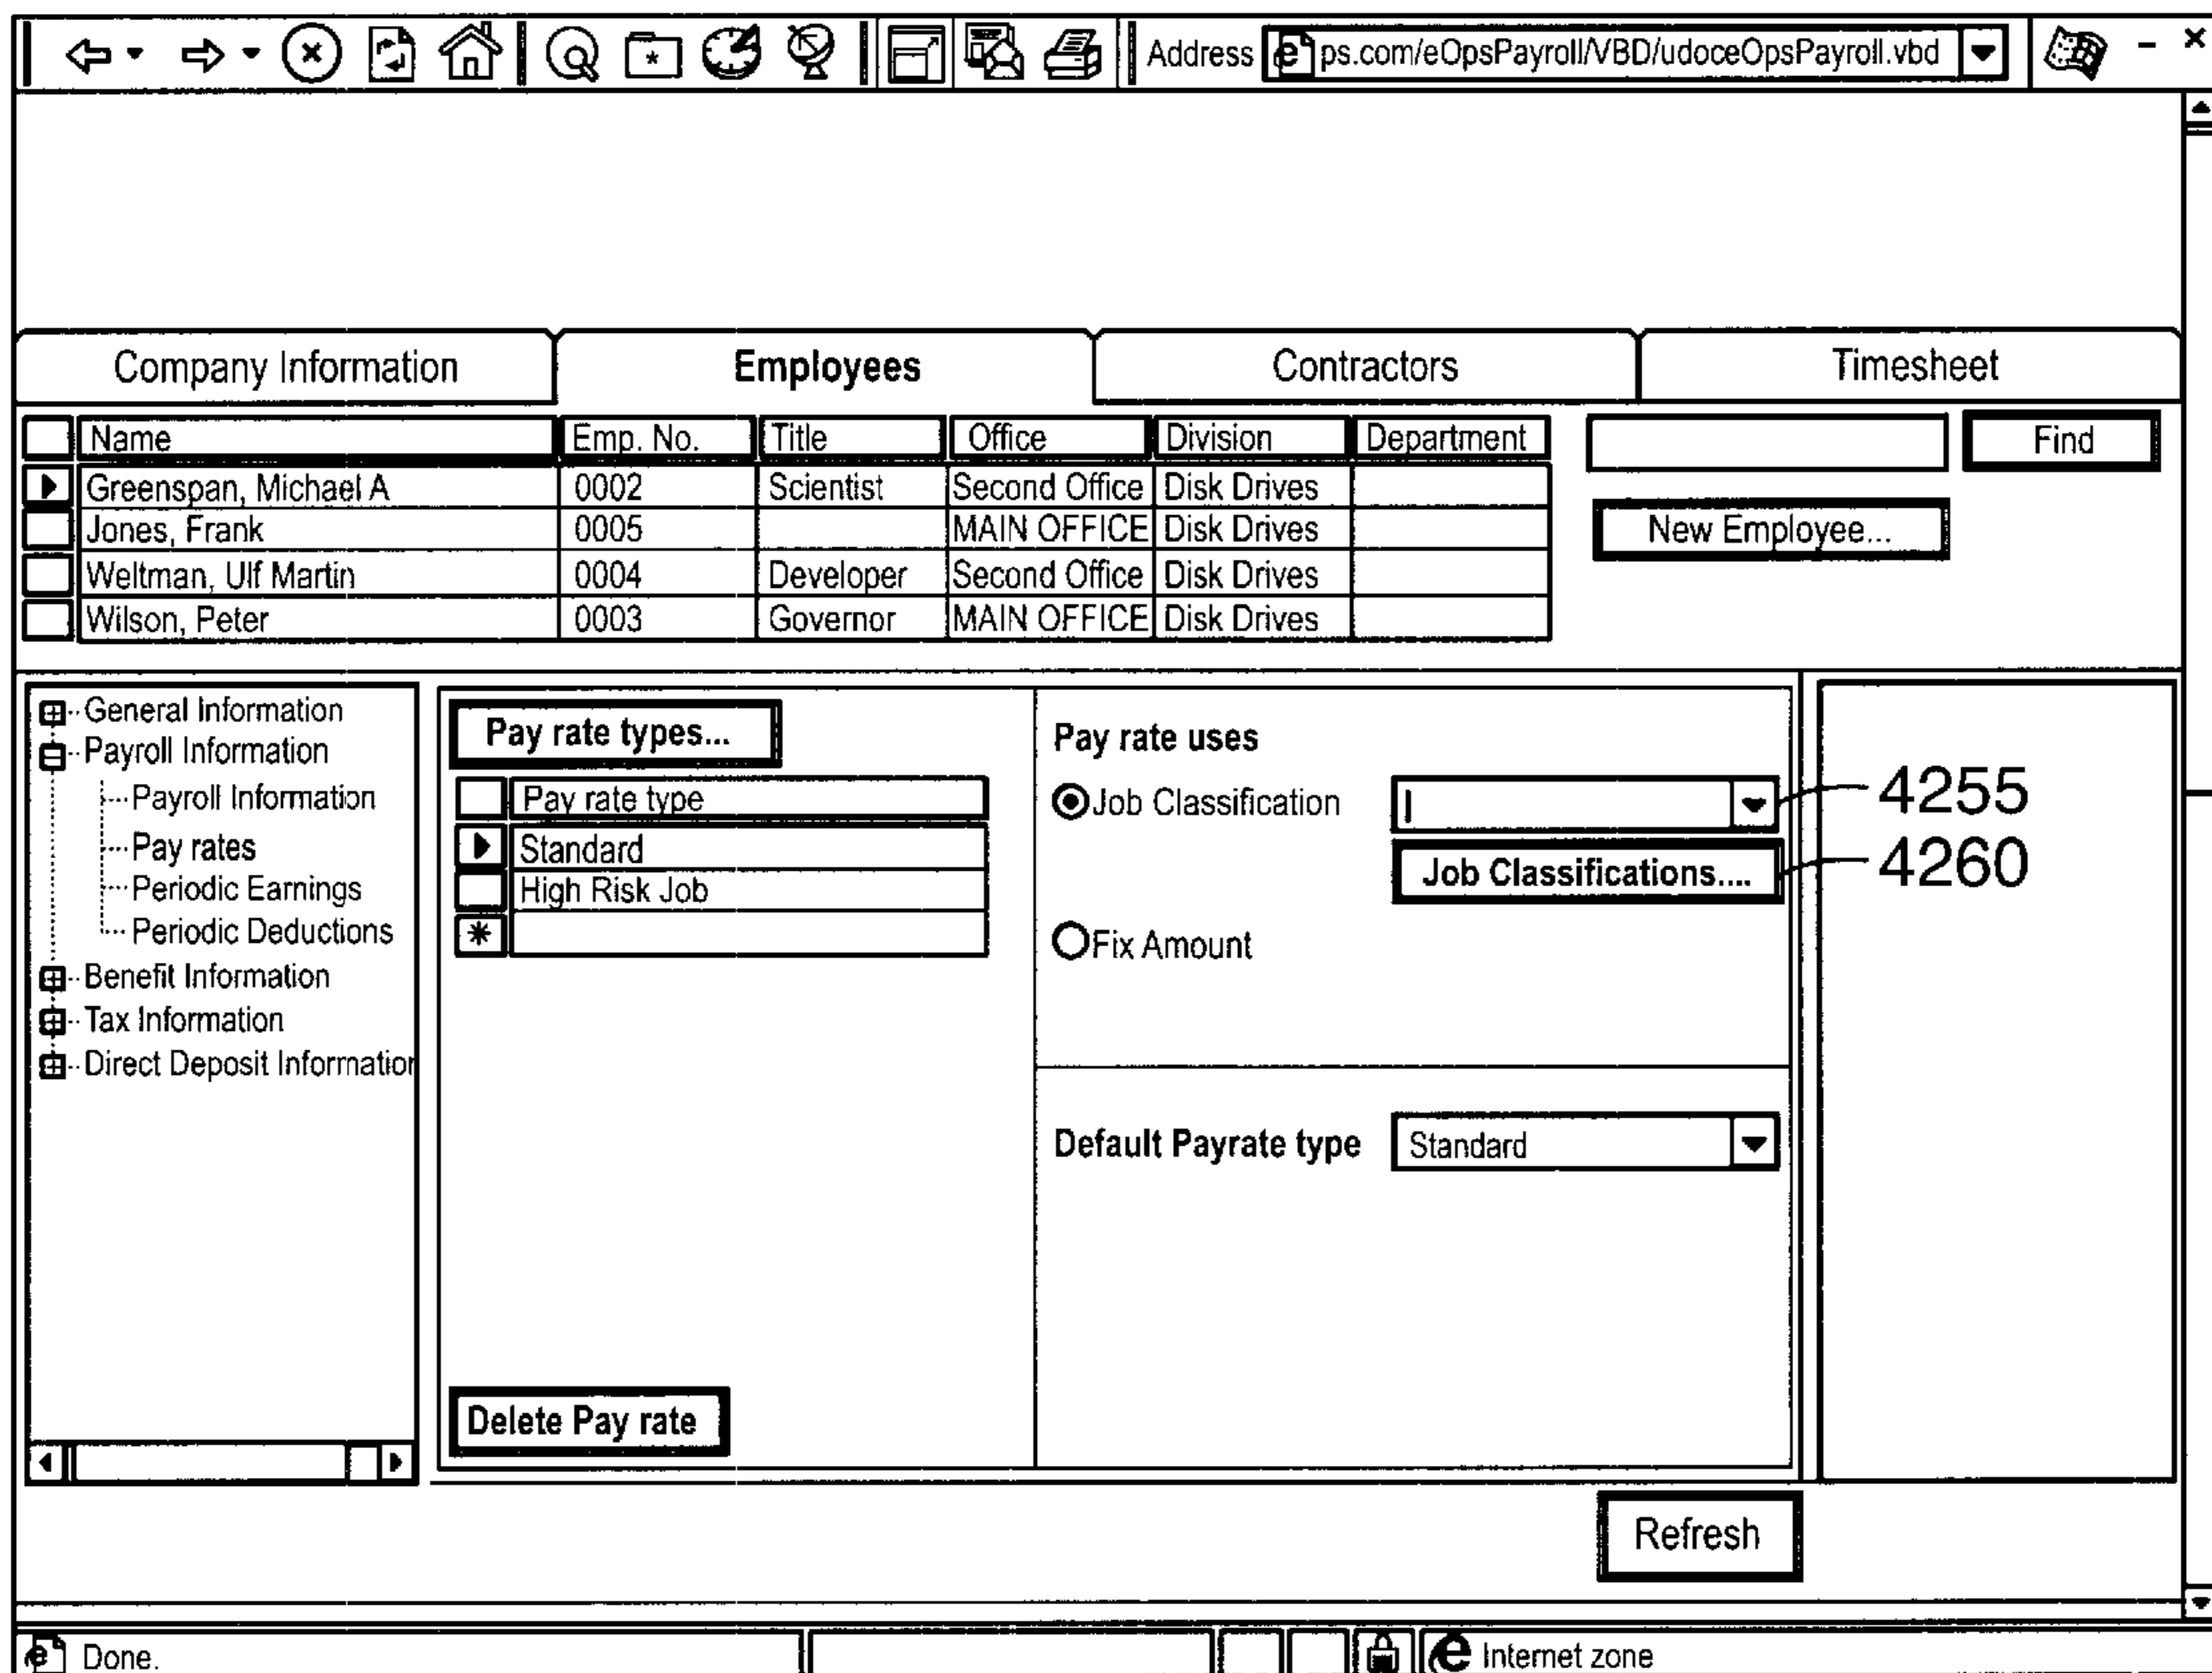 Address ps.com/eOpsPayroll/VBD/udoceOpsPayroll.vbd
Company Information Employees Contractors Timesheet
Name Emp. No. Title Office Division Department Find
Greenspan, Michael A 0002 Scientist Second Office Disk Drives
Jones, Frank 0005 MAIN OFFICE Disk Drives
New Employee...
Weltman, Ulf Martin 0004 Developer Second Office Disk Drives
Wilson, Peter 0003 Governor MAIN OFFICE Disk Drives
General Information
Payroll Information
Payroll Information
Pay rates
Periodic Earnings
Periodic Deductions
Benefit Information
Tax Information
Direct Deposit Information
Pay rate types...
Pay rate type
Standard
High Risk Job
Delete Pay rate
Pay rate uses
Job Classification
4255
Job Classifications....
4260
Fix Amount
Default Payrate type Standard
Refresh
Done. Internet zone